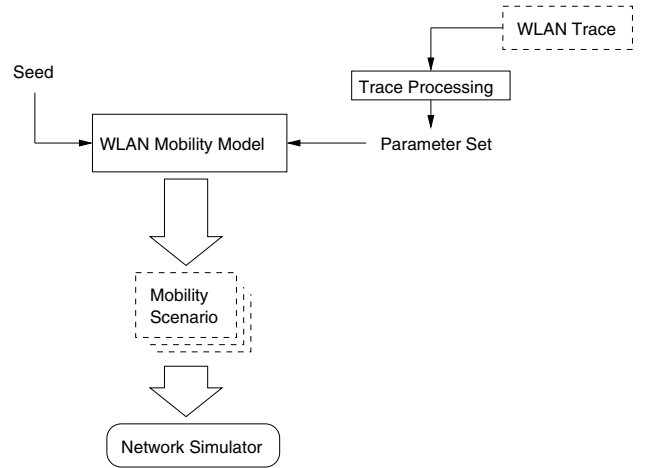 WLAN Trace
Seed
Trace Processing
WLAN Mobility Model
Parameter Set
Mobility
Scenario
Network Simulator